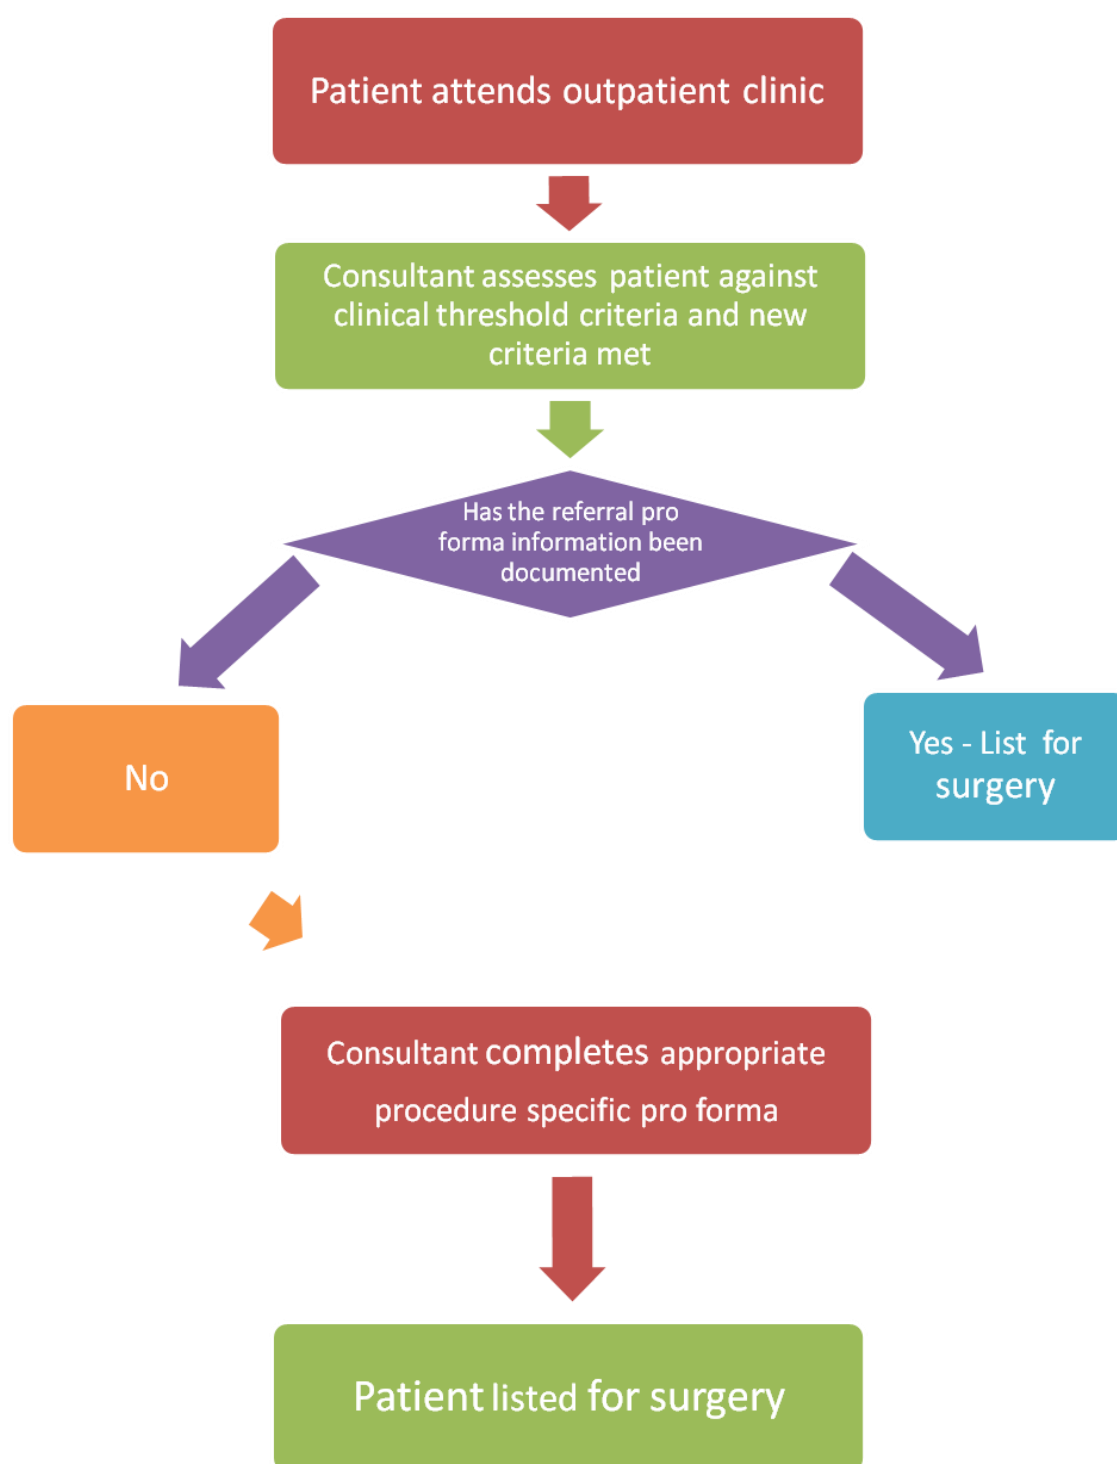 Patient attends outpatient clinic
Consultant assesses patient against
clinical threshold criteria and new
criteria met
Has the referral pro
forma information been
documented
No
Yes - List for
surgery
Consultant completes appropriate
procedure specific pro forma
Patient listed for surgery